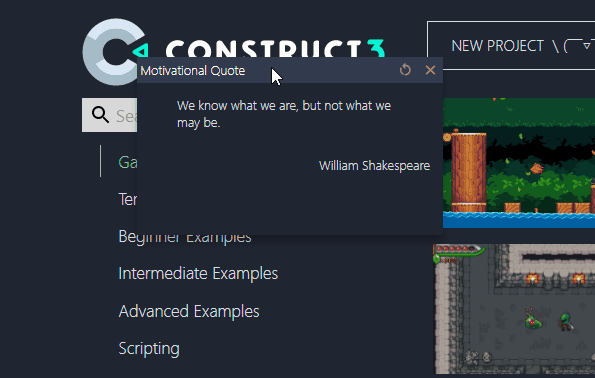 CONSTRUCT 3
NEW PROJECT
Motivational Quote
We know what we are, but not what we
may be.
William Shakespeare
Beginner Examples
Intermediate Examples
Advanced Examples
Scripting